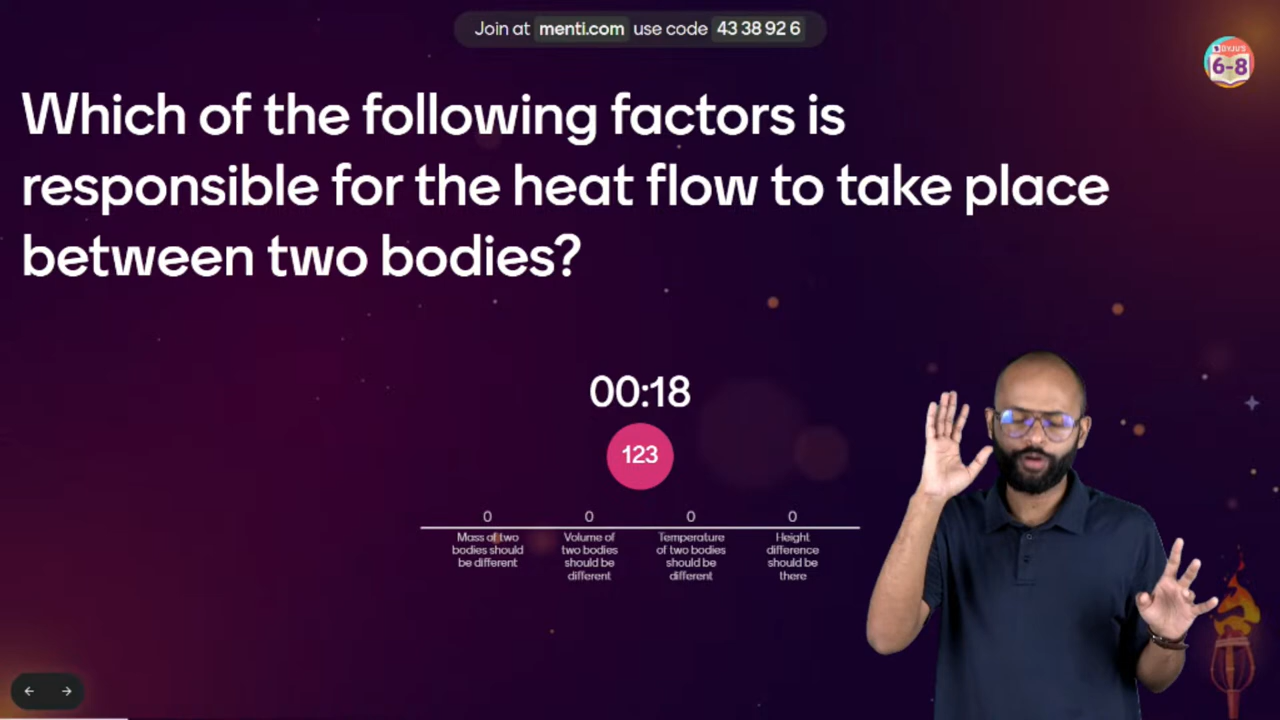 Join at menti.com use code 43 38 92 6
BYJU'S
6-8
Which of the following factors is
responsible for the heat flow to take place
between two bodies?
00:18
123
0 0 0 0
Mass of two
bodies should
be different
Volume of
two bodies
should be
different
Temperature
of two bodies
should be
different
Height
difference
should be
there